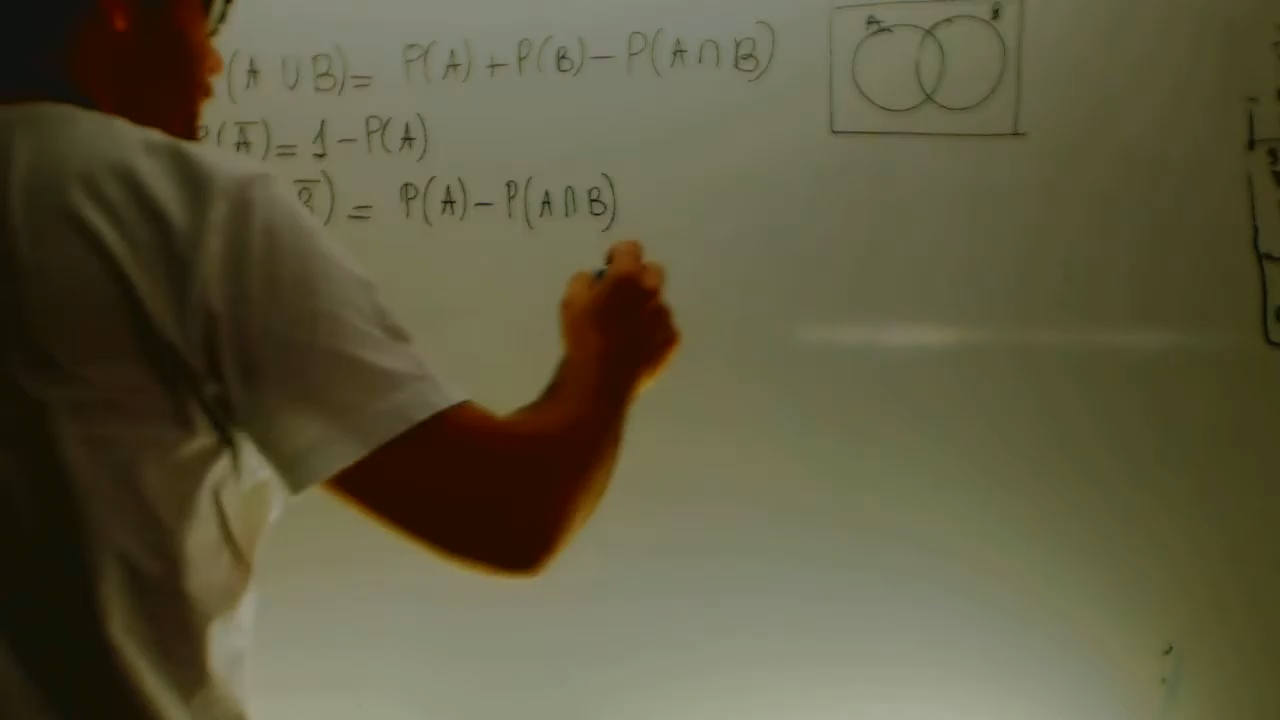 (A ∪ B) = P(A) + P(B) − P(A ∩ B)
P(A̅) = 1 − P(A)
B̅) = P(A) − P(A ∩ B)
A B